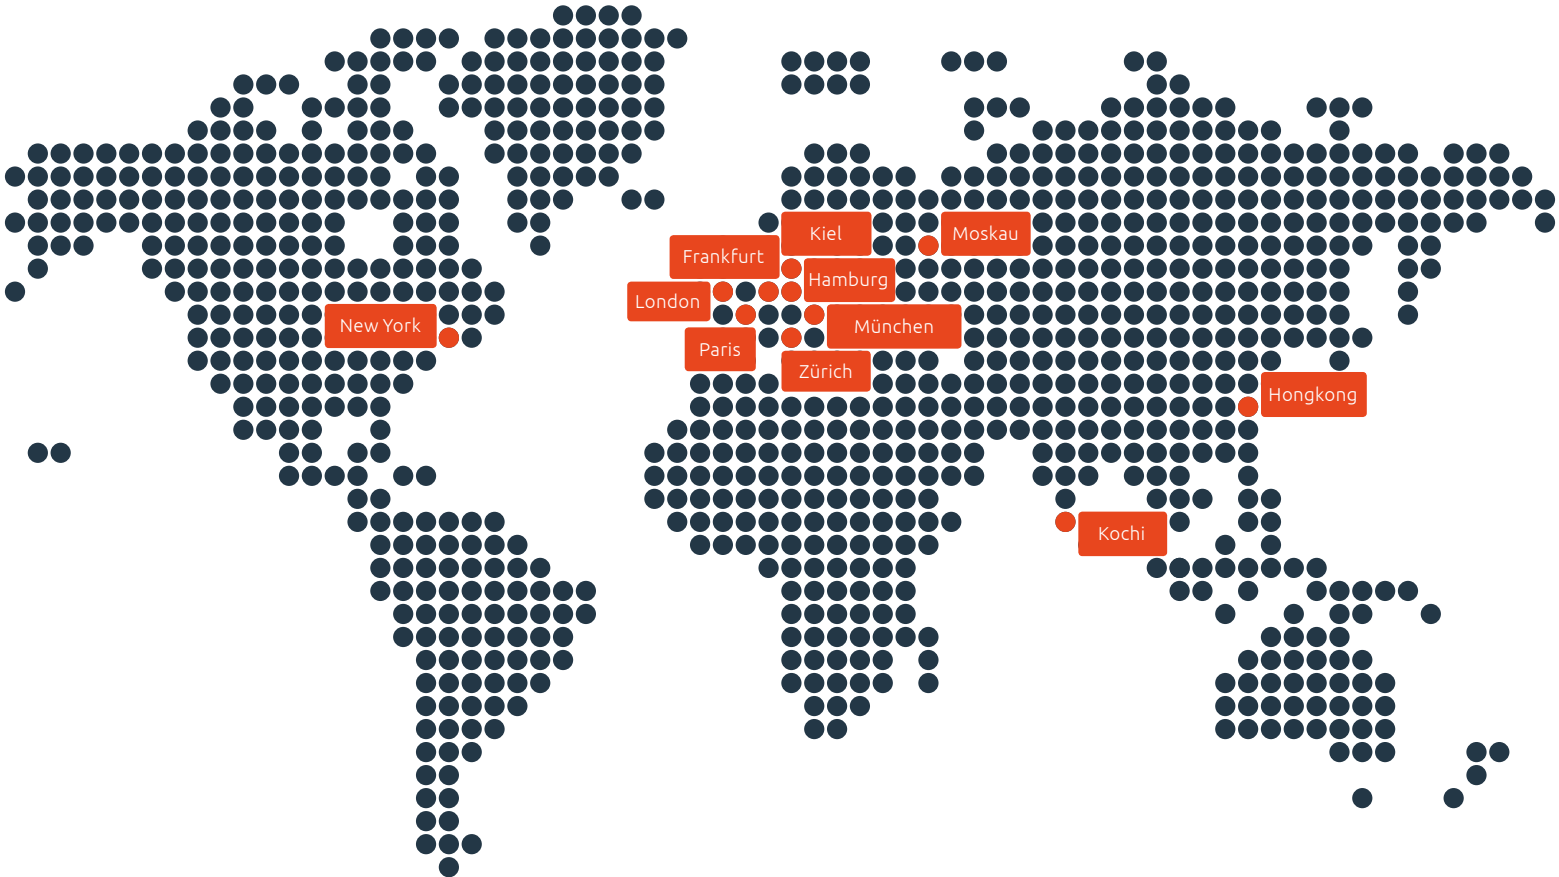 Kiel
Moskau
Frankfurt
Hamburg
London
New York
München
Paris
Zürich
Hongkong
Kochi